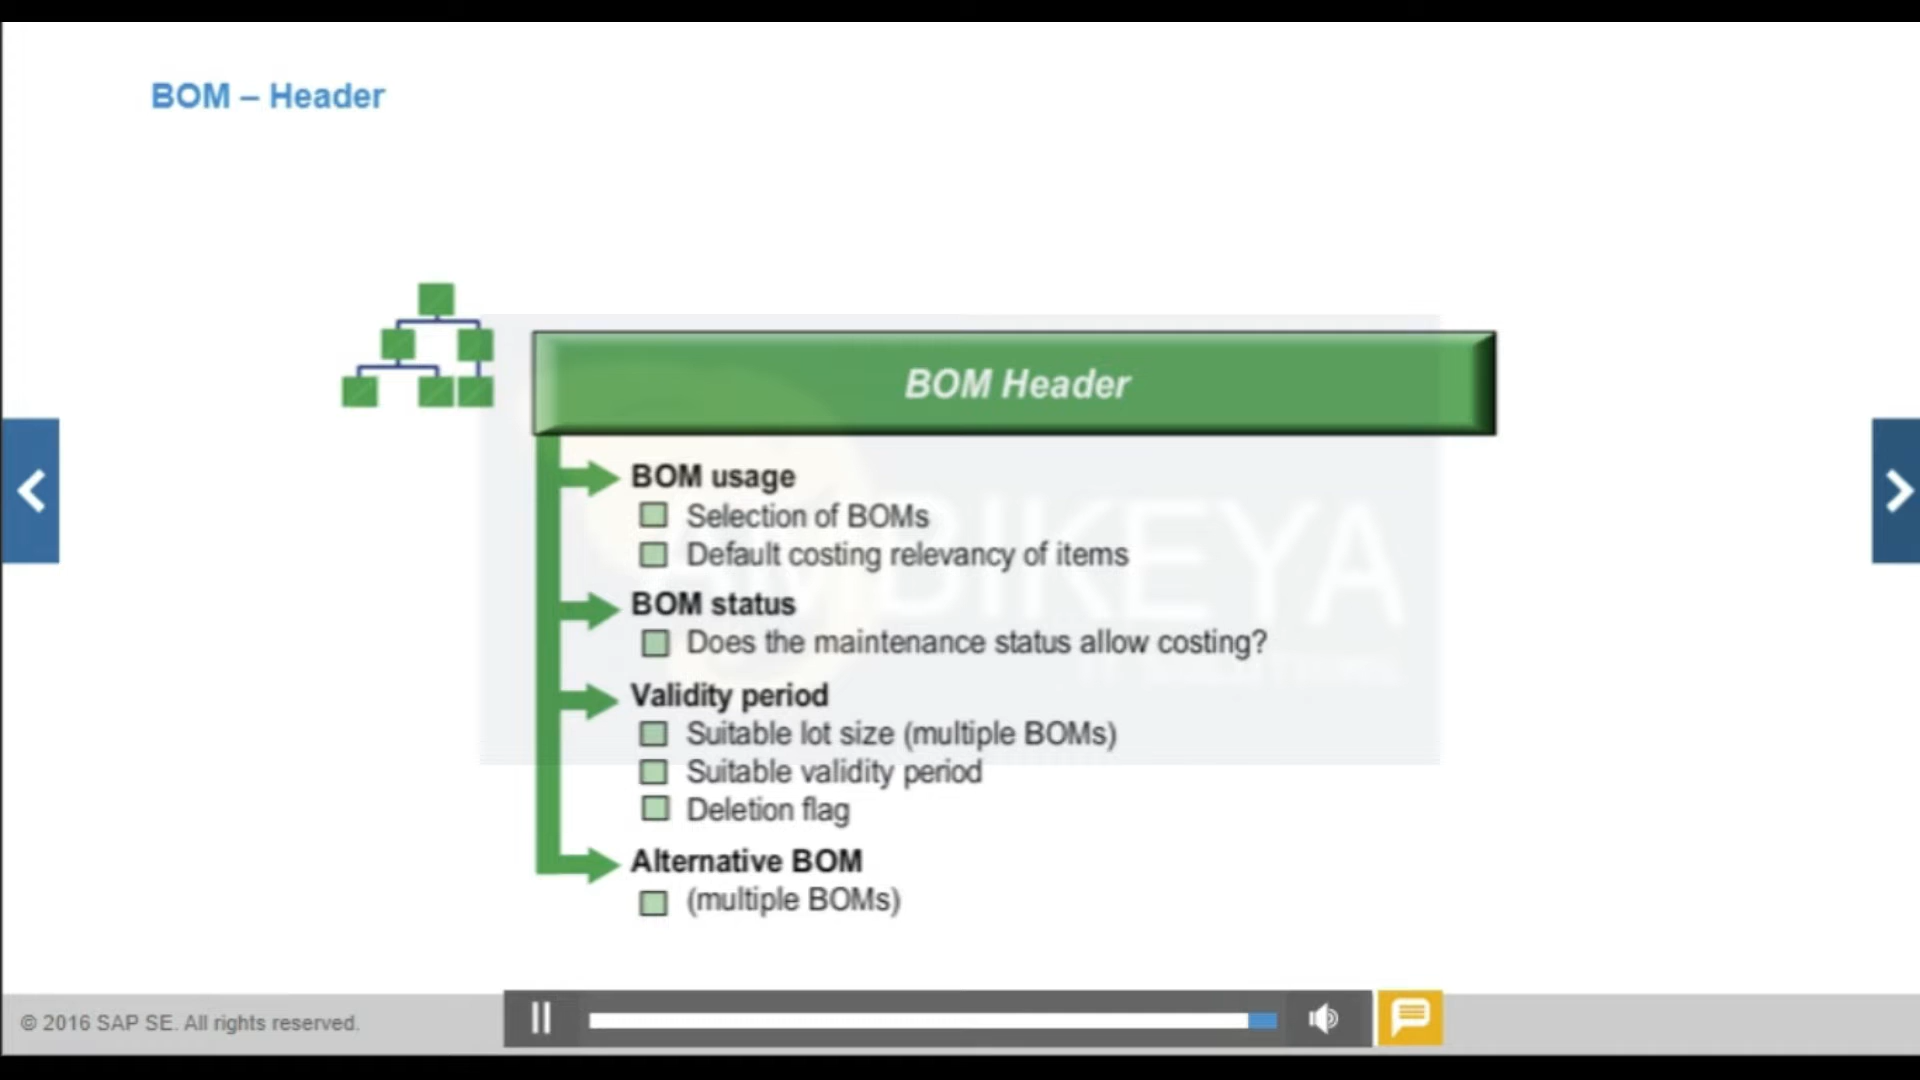 BOM – Header
BOM Header
BOM usage
Selection of BOMs
Default costing relevancy of items
BOM status
Does the maintenance status allow costing?
Validity period
Suitable lot size (multiple BOMs)
Suitable validity period
Deletion flag
Alternative BOM
(multiple BOMs)
BIKEYA
© 2016 SAP SE. All rights reserved.